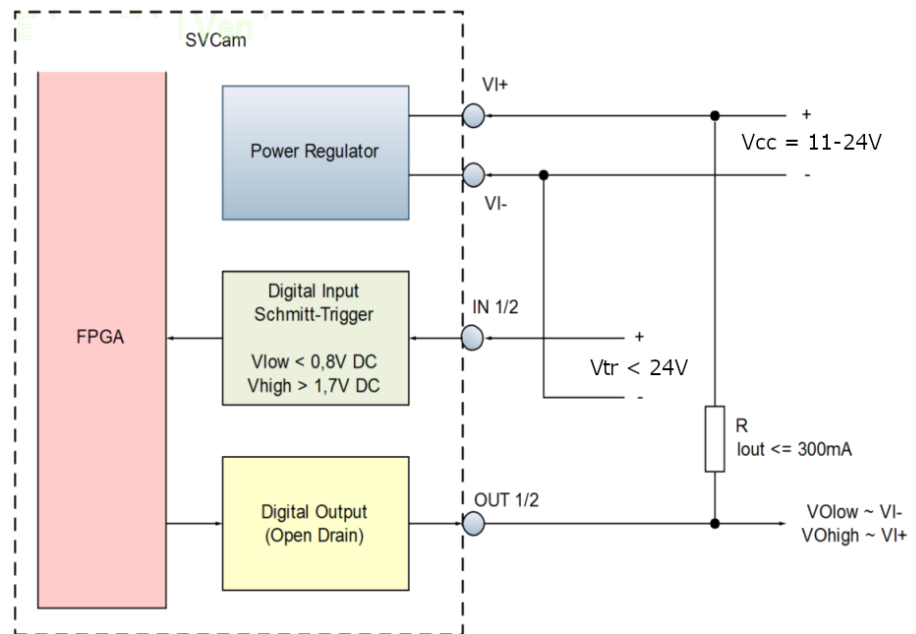 SVCam
VI+
+
Vcc = 11-24V
-
VI-
Power Regulator
Digital Input
Schmitt-Trigger
Vlow < 0,8V DC
Vhigh > 1,7V DC
IN 1/2
+
Vtr < 24V
-
FPGA
R
Iout <= 300mA
Digital Output
(Open Drain)
OUT 1/2
VOlow ~ VI-
VOhigh ~ VI+